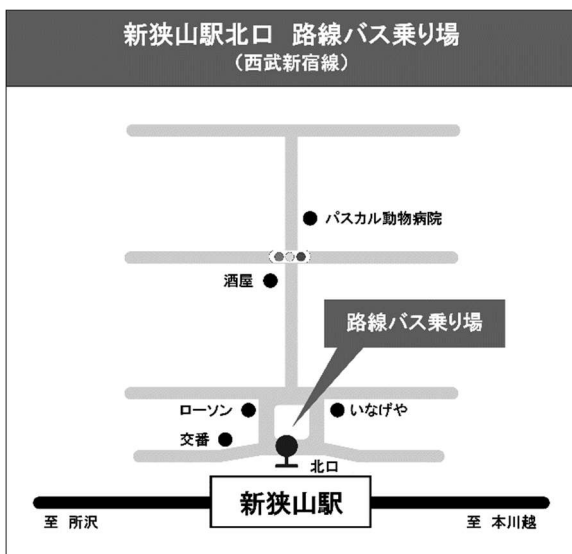 新狭山駅北口 路線バス乗り場
（西武新宿線）
パスカル動物病院
酒屋
路線バス乗り場
ローソン
いなげや
交番
北口
新狭山駅
至 所沢
至 本川越